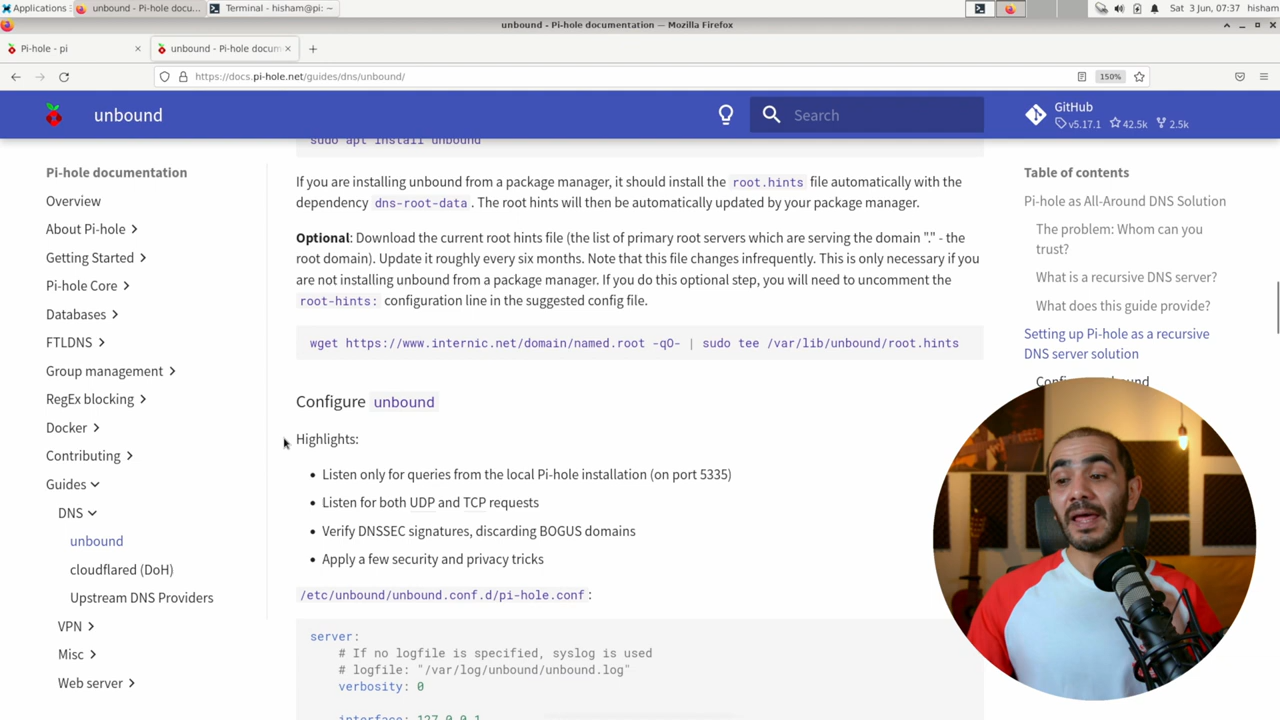 Applications
unbound - Pi-hole docu...
Terminal - hisham@pi: ~
Sat 3 Jun, 07:37 hisham
unbound - Pi-hole documentation — Mozilla Firefox
Pi-hole - pi
unbound - Pi-hole docum
https://docs.pi-hole.net/guides/dns/unbound/
150%
unbound
Search
GitHub
v5.17.1 42.5k 2.5k
Pi-hole documentation
Overview
About Pi-hole
Getting Started
Pi-hole Core
Databases
FTLDNS
Group management
RegEx blocking
Docker
Contributing
Guides
DNS
unbound
cloudflared (DoH)
Upstream DNS Providers
VPN
Misc
Web server
sudo apt install unbound
If you are installing unbound from a package manager, it should install the root.hints file automatically with the
dependency dns-root-data. The root hints will then be automatically updated by your package manager.
Optional: Download the current root hints file (the list of primary root servers which are serving the domain "." - the
root domain). Update it roughly every six months. Note that this file changes infrequently. This is only necessary if you
are not installing unbound from a package manager. If you do this optional step, you will need to uncomment the
root-hints: configuration line in the suggested config file.
wget https://www.internic.net/domain/named.root -qO- | sudo tee /var/lib/unbound/root.hints
Configure unbound
Highlights:
• Listen only for queries from the local Pi-hole installation (on port 5335)
• Listen for both UDP and TCP requests
• Verify DNSSEC signatures, discarding BOGUS domains
• Apply a few security and privacy tricks
/etc/unbound/unbound.conf.d/pi-hole.conf:
server:
# If no logfile is specified, syslog is used
# logfile: "/var/log/unbound/unbound.log"
verbosity: 0
interface: 127.0.0.1
Table of contents
Pi-hole as All-Around DNS Solution
The problem: Whom can you
trust?
What is a recursive DNS server?
What does this guide provide?
Setting up Pi-hole as a recursive
DNS server solution